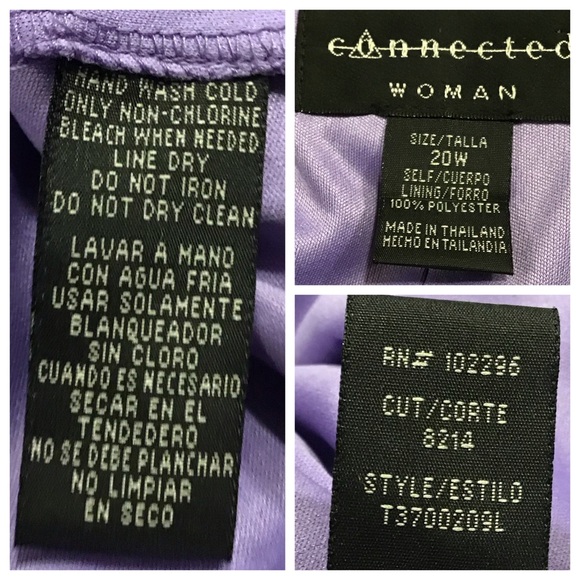 HAND WASH COLD
ONLY NON-CHLORINE
BLEACH WHEN NEEDED
LINE DRY
DO NOT IRON
DO NOT DRY CLEAN
LAVAR A MANO
CON AGUA FRIA
USAR SOLAMENTE
BLANQUEADOR
SIN CLORO
CUANDO ES NECESARIO
SECAR EN EL
TENDEDERO
NO SE DEBE PLANCHAR
NO LIMPIAR
EN SECO
connected
WOMAN
SIZE/TALLA
20W
SELF/CUERPO
LINING/FORRO
100% POLYESTER
MADE IN THAILAND
HECHO EN TAILANDIA
RN# 102296
CUT/CORTE
8214
STYLE/ESTILO
T3700209L